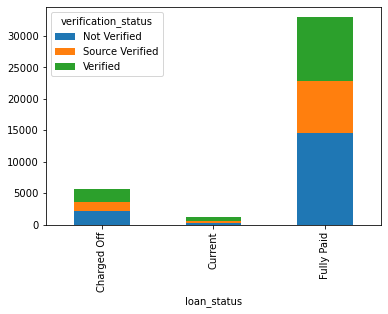 verification_status
Not Verified
Source Verified
Verified
30000
25000
20000
15000
10000
5000
0
Charged Off
Current
Fully Paid
loan_status